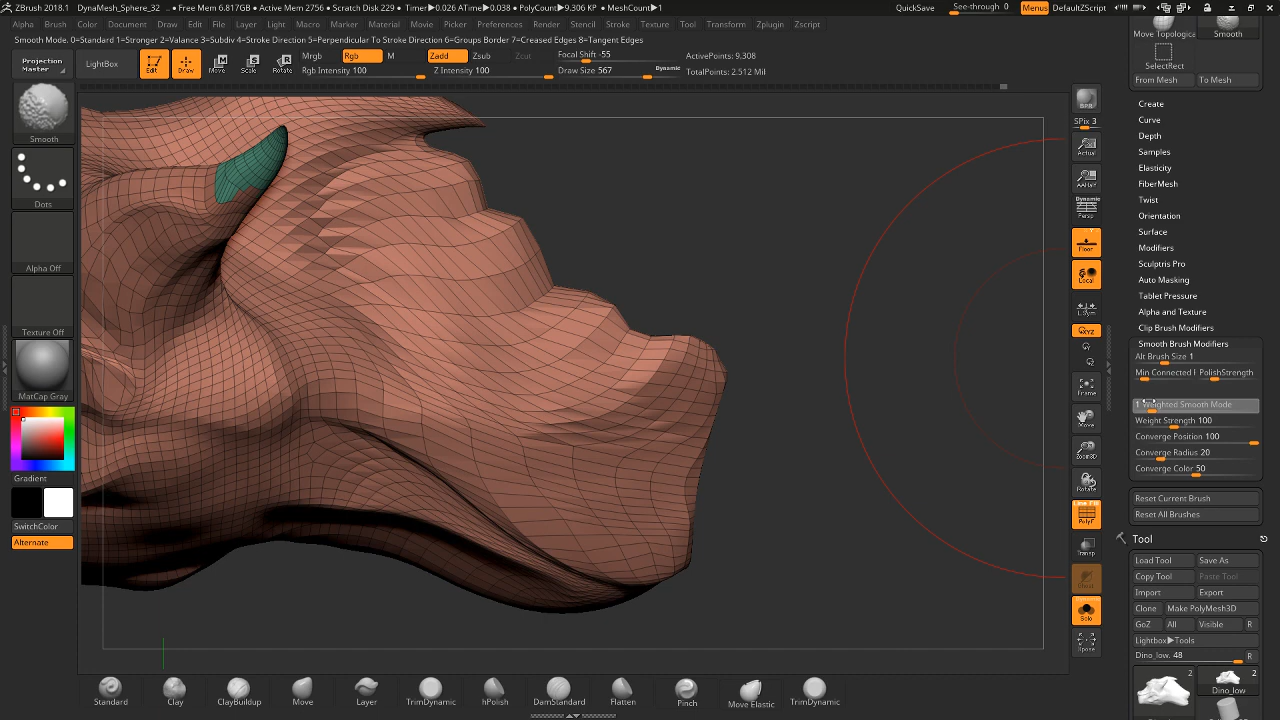 ZBrush 2018.1 DynaMesh_Sphere_32 • Free Mem 6.817GB • Active Mem 2756 • Scratch Disk 229 • Timer▶0.026 ATime▶0.038 • PolyCount▶9.306 KP • MeshCount▶1 QuickSave See-through 0 Menus DefaultZScript
Alpha Brush Color Document Draw Edit File Layer Light Macro Marker Material Movie Picker Preferences Render Stencil Stroke Texture Tool Transform Zplugin Zscript
Smooth Mode. 0=Standard 1=Stronger 2=Valance 3=Subdiv 4=Stroke Direction 5=Perpendicular To Stroke Direction 6=Groups Border 7=Creased Edges 8=Tangent Edges
Projection Master
LightBox
Edit
Draw
Move
Scale
Rotate
Mrgb Rgb M
Rgb Intensity 100
Zadd Zsub Zcut
Z Intensity 100
Focal Shift -55
Draw Size 567 Dynamic
ActivePoints: 9,308
TotalPoints: 2.512 Mil
Smooth
Dots
Alpha Off
Texture Off
MatCap Gray
Gradient
SwitchColor
Alternate
BPR
SPix 3
Actual
AAHalf
Dynamic
Persp
Floor
Local
L.Sym
XYZ
Frame
Move
Zoom3D
Rotate
Line Fill
PolyF
Transp
Ghost
Dynamic
Solo
Xpose
Move Topologica
Smooth
SelectRect
From Mesh To Mesh
Create
Curve
Depth
Samples
Elasticity
FiberMesh
Twist
Orientation
Surface
Modifiers
Sculptris Pro
Auto Masking
Tablet Pressure
Alpha and Texture
Clip Brush Modifiers
Smooth Brush Modifiers
Alt Brush Size 1
Min Connected PolishStrength
1 Weighted Smooth Mode
Weight Strength 100
Converge Position 100
Converge Radius 20
Converge Color 50
Reset Current Brush
Reset All Brushes
Tool
Load Tool Save As
Copy Tool Paste Tool
Import Export
Clone Make PolyMesh3D
GoZ All Visible R
Lightbox▶Tools
Dino_low. 48 R
2 2
Dino_low
2
Standard Clay ClayBuildup Move Layer TrimDynamic hPolish DamStandard Flatten Pinch Move Elastic TrimDynamic